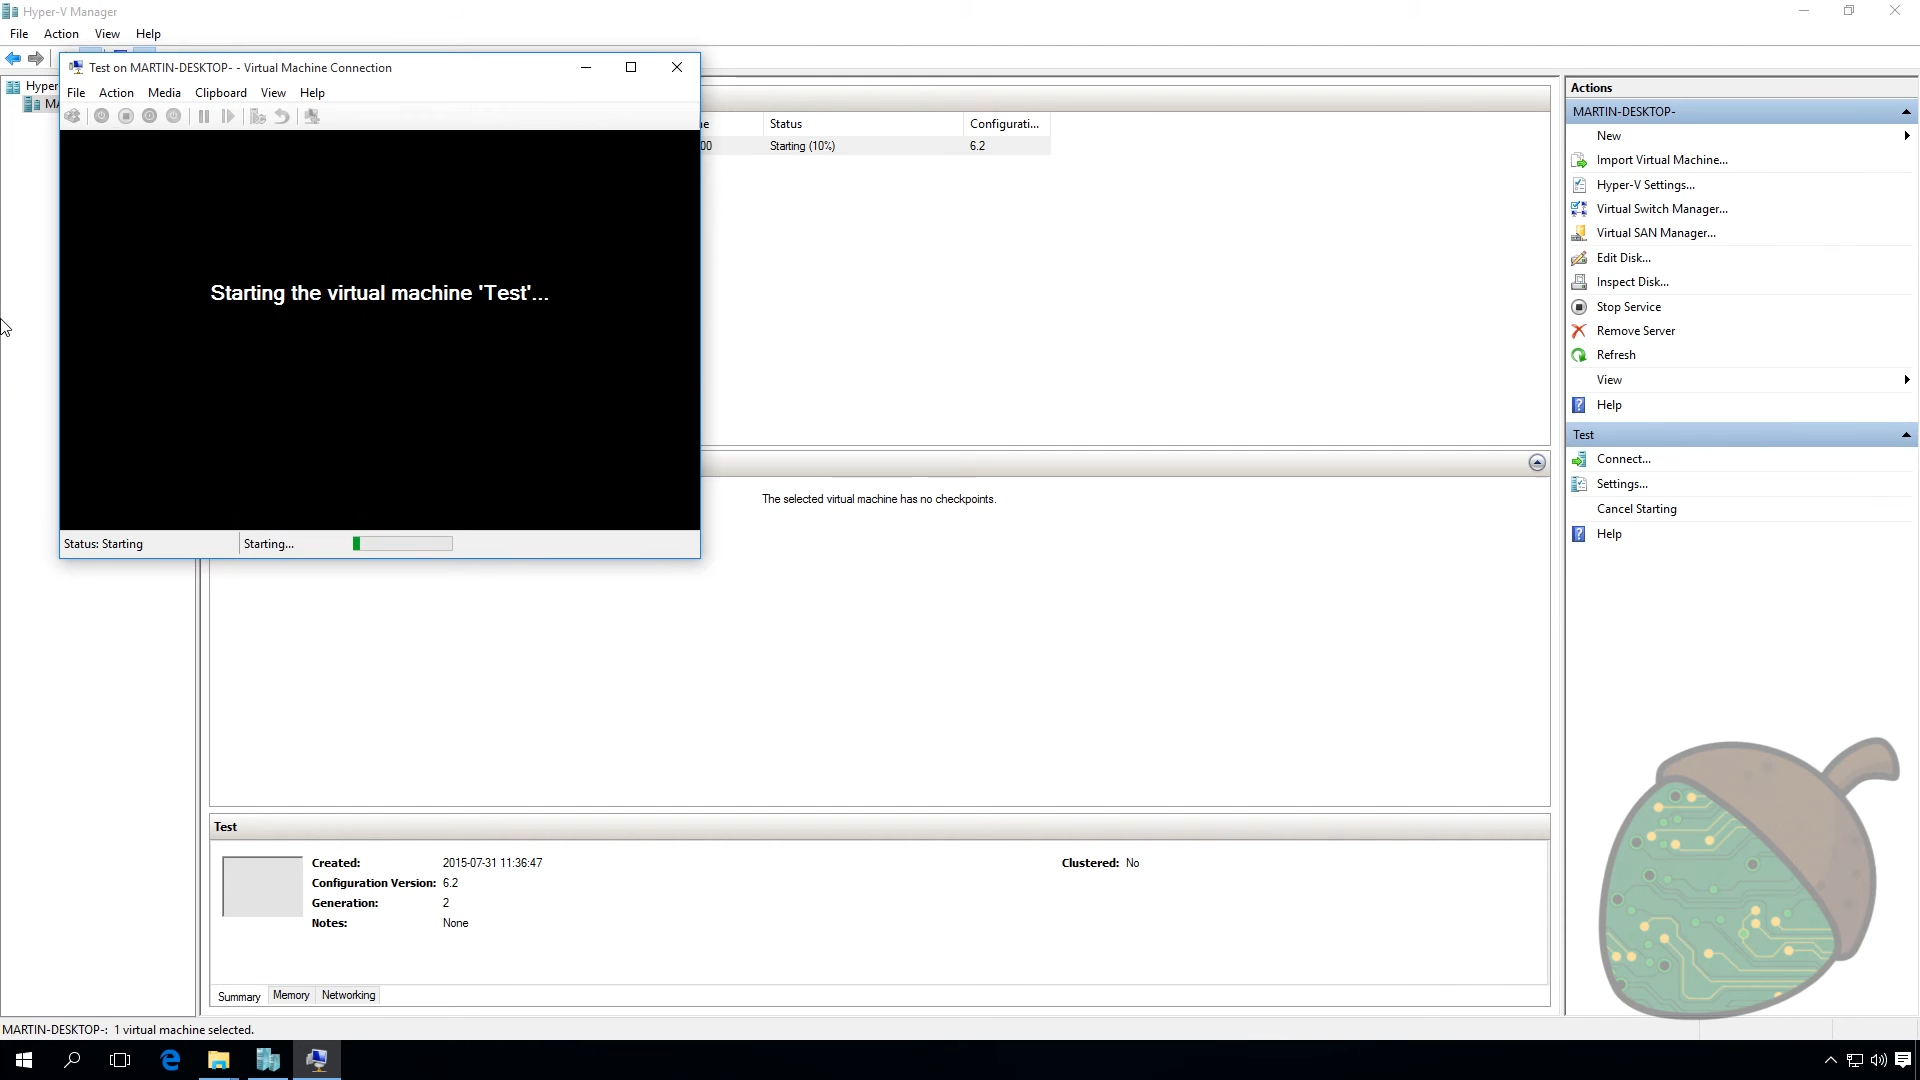 Hyper-V Manager
File Action View Help
Test on MARTIN-DESKTOP- - Virtual Machine Connection
File Action Media Clipboard View Help
Starting the virtual machine 'Test'...
Status: Starting
Starting...
Status Configurati...
Starting (10%) 6.2
The selected virtual machine has no checkpoints.
Test
Created: 2015-07-31 11:36:47
Clustered: No
Configuration Version: 6.2
Generation: 2
Notes: None
Summary Memory Networking
Actions
MARTIN-DESKTOP-
New
Import Virtual Machine...
Hyper-V Settings...
Virtual Switch Manager...
Virtual SAN Manager...
Edit Disk...
Inspect Disk...
Stop Service
Remove Server
Refresh
View
Help
Test
Connect...
Settings...
Cancel Starting
Help
MARTIN-DESKTOP-: 1 virtual machine selected.